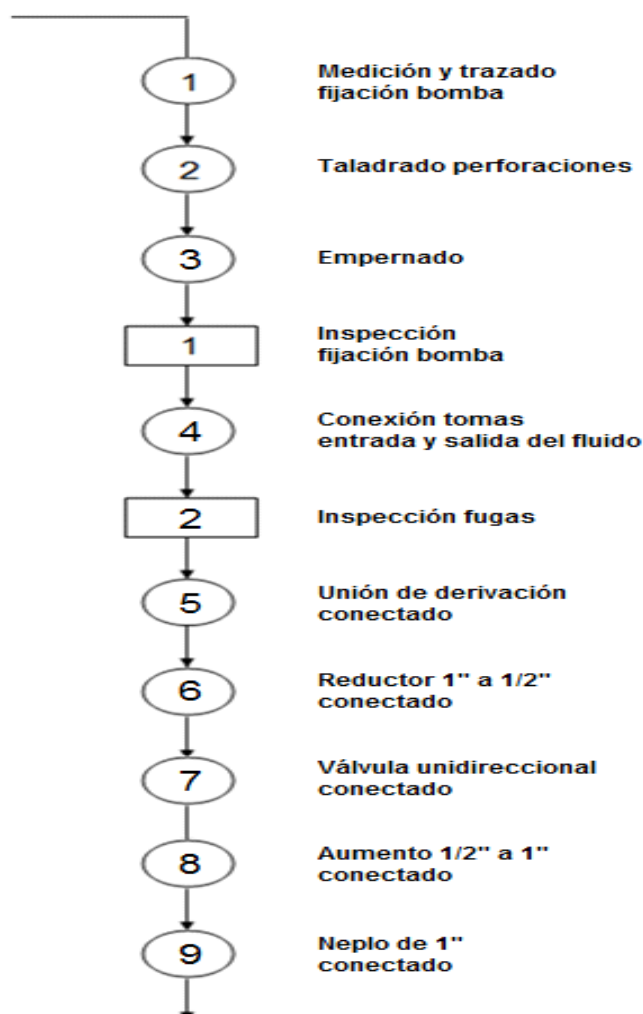 1
Medición y trazado
fijación bomba
2
Taladrado perforaciones
3
Empernado
1
Inspección
fijación bomba
4
Conexión tomas
entrada y salida del fluido
2
Inspección fugas
5
Unión de derivación
conectado
6
Reductor 1" a 1/2"
conectado
7
Válvula unidireccional
conectado
8
Aumento 1/2" a 1"
conectado
9
Neplo de 1"
conectado